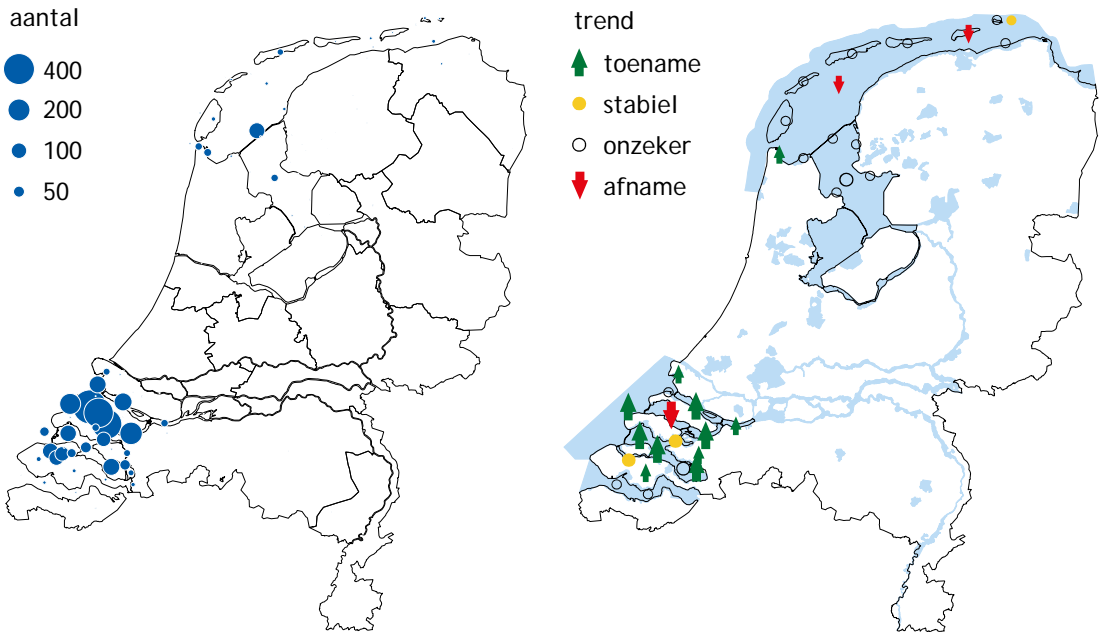 aantal
400
200
100
50
trend
toename
stabiel
onzeker
afname